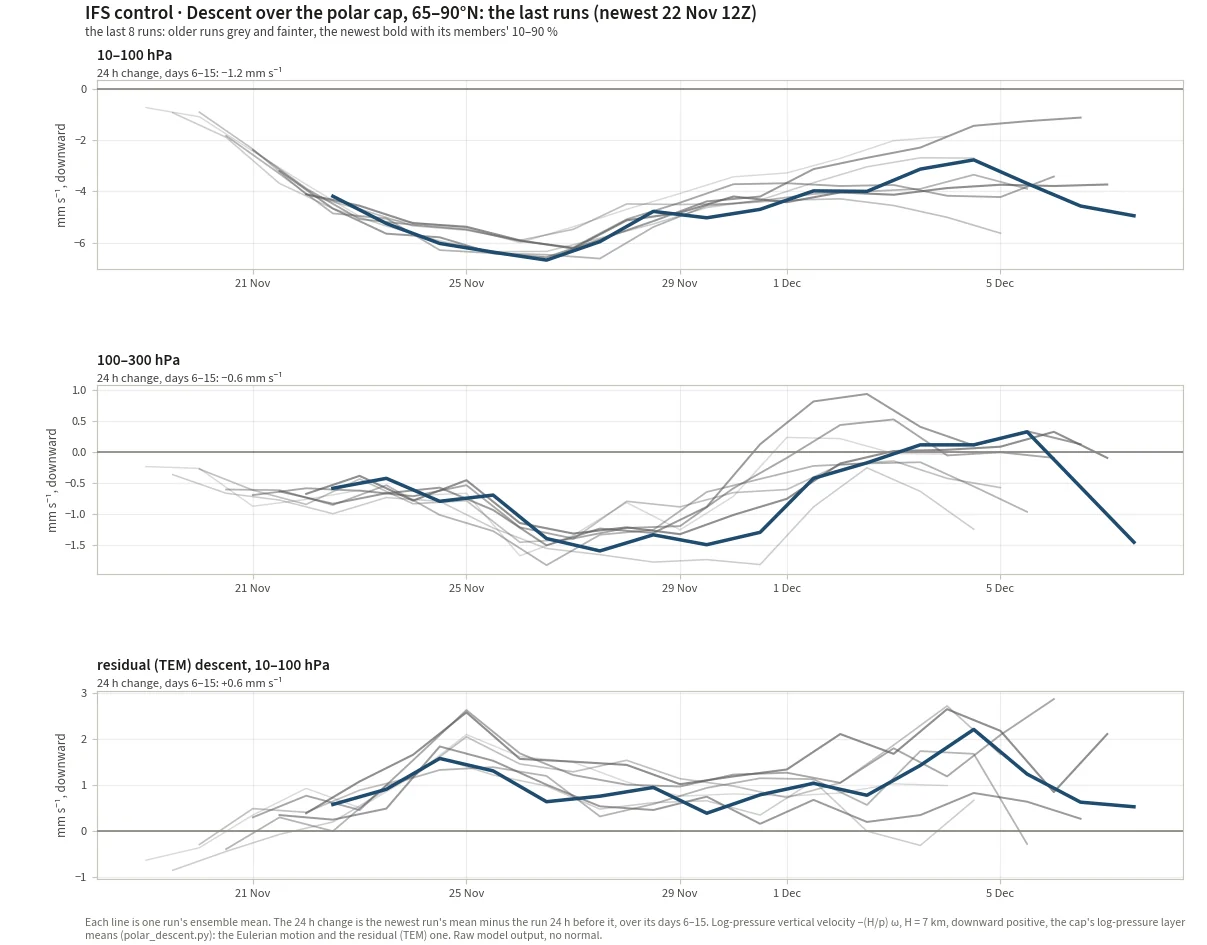 IFS control · Descent over the polar cap, 65–90°N: the last runs (newest 22 Nov 12Z)
the last 8 runs: older runs grey and fainter, the newest bold with its members' 10–90 %
10–100 hPa
24 h change, days 6–15: −1.2 mm s⁻¹
mm s⁻¹, downward
0
−2
−4
−6
21 Nov
25 Nov
29 Nov
1 Dec
5 Dec
100–300 hPa
24 h change, days 6–15: −0.6 mm s⁻¹
mm s⁻¹, downward
1.0
0.5
0.0
−0.5
−1.0
−1.5
21 Nov
25 Nov
29 Nov
1 Dec
5 Dec
residual (TEM) descent, 10–100 hPa
24 h change, days 6–15: +0.6 mm s⁻¹
mm s⁻¹, downward
3
2
1
0
−1
21 Nov
25 Nov
29 Nov
1 Dec
5 Dec
Each line is one run's ensemble mean. The 24 h change is the newest run's mean minus the run 24 h before it, over its days 6–15. Log-pressure vertical velocity −(H/p) ω, H = 7 km, downward positive, the cap's log-pressure layer
means (polar_descent.py): the Eulerian motion and the residual (TEM) one. Raw model output, no normal.